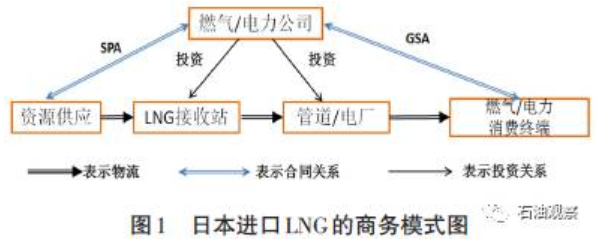 燃气/电力公司
SPA
投资
投资
GSA
资源供应
LNG接收站
管道/电厂
燃气/电力
消费终端
表示物流
表示合同关系
表示投资关系
图1 日本进口LNG的商务模式图
石油观察